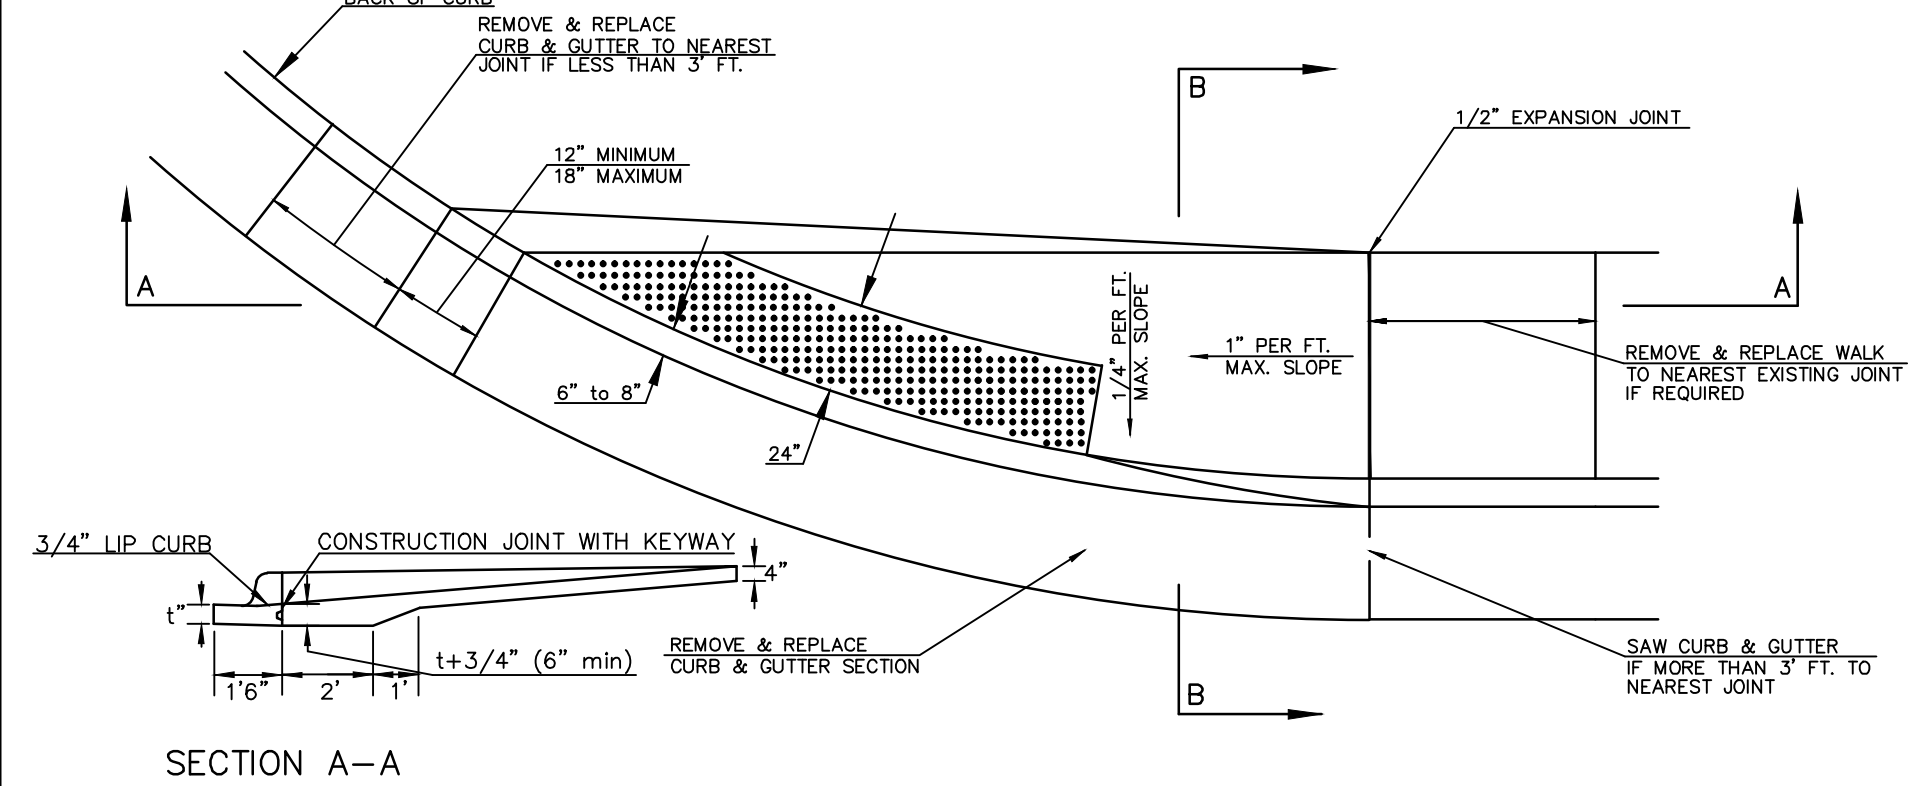 BACK OF CURB
REMOVE & REPLACE
CURB & GUTTER TO NEAREST
JOINT IF LESS THAN 3' FT.
B
1/2" EXPANSION JOINT
12" MINIMUM
18" MAXIMUM
A
A
1/4" PER FT.
MAX. SLOPE
1" PER FT.
MAX. SLOPE
REMOVE & REPLACE WALK
TO NEAREST EXISTING JOINT
IF REQUIRED
6" to 8"
24"
3/4" LIP CURB
CONSTRUCTION JOINT WITH KEYWAY
4"
t"
t+3/4" (6" min)
1'6"
2'
1'
REMOVE & REPLACE
CURB & GUTTER SECTION
SAW CURB & GUTTER
IF MORE THAN 3' FT. TO
NEAREST JOINT
B
SECTION A-A